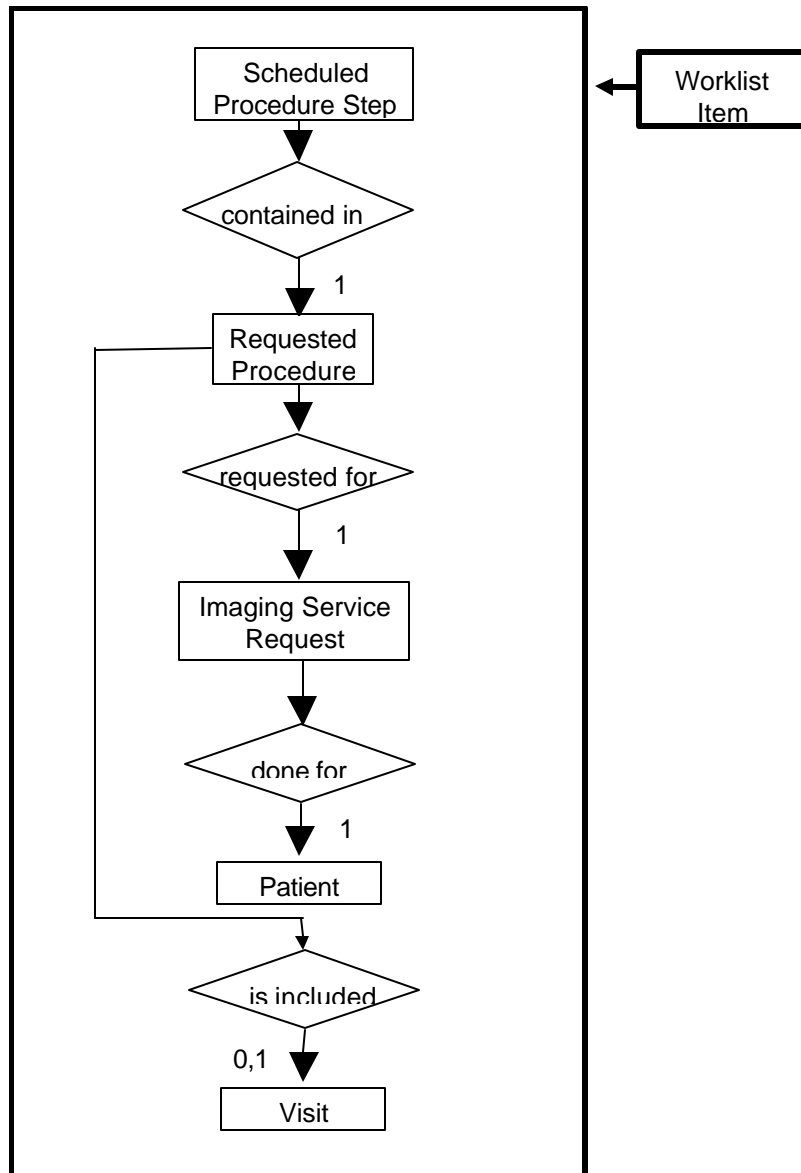 Scheduled
Procedure Step
Worklist
Item
contained in
1
Requested
Procedure
requested for
1
Imaging Service
Request
done for
1
Patient
is included
0,1
Visit